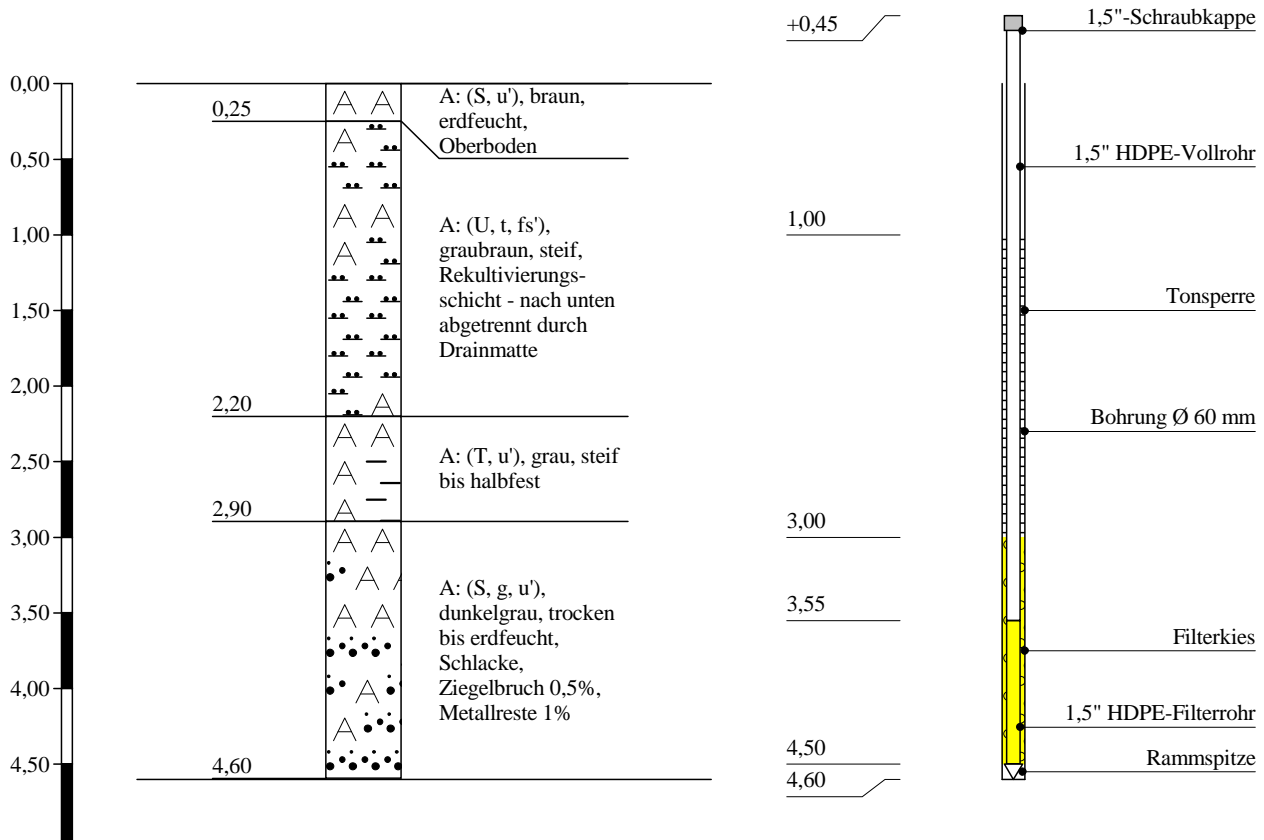 0,00
0,50
1,00
1,50
2,00
2,50
3,00
3,50
4,00
4,50
0,25
2,20
2,90
4,60
A: (S, u'), braun,
erdfeucht,
Oberboden
A: (U, t, fs'),
graubraun, steif,
Rekultivierungs-
schicht - nach unten
abgetrennt durch
Drainmatte
A: (T, u'), grau, steif
bis halbfest
A: (S, g, u'),
dunkelgrau, trocken
bis erdfeucht,
Schlacke,
Ziegelbruch 0,5%,
Metallreste 1%
+0,45
1,00
3,00
3,55
4,50
4,60
1,5"-Schraubkappe
1,5" HDPE-Vollrohr
Tonsperre
Bohrung Ø 60 mm
Filterkies
1,5" HDPE-Filterrohr
Rammspitze